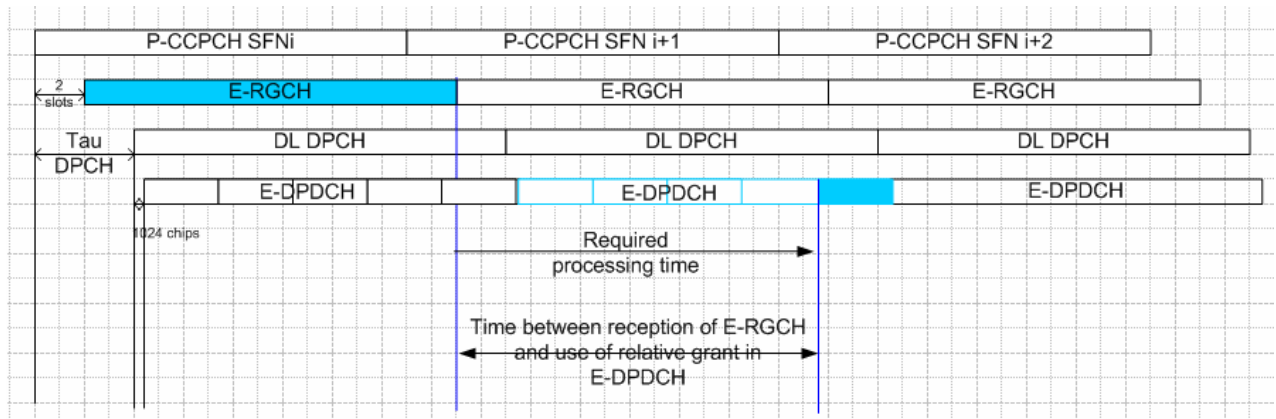 P-CCPCH SFNi P-CCPCH SFN i+1 P-CCPCH SFN i+2
2
slots
E-RGCH E-RGCH E-RGCH
Tau
DPCH
DL DPCH DL DPCH DL DPCH
E-DPDCH E-DPDCH E-DPDCH
1024 chips
Required
processing time
Time between reception of E-RGCH
and use of relative grant in
E-DPDCH